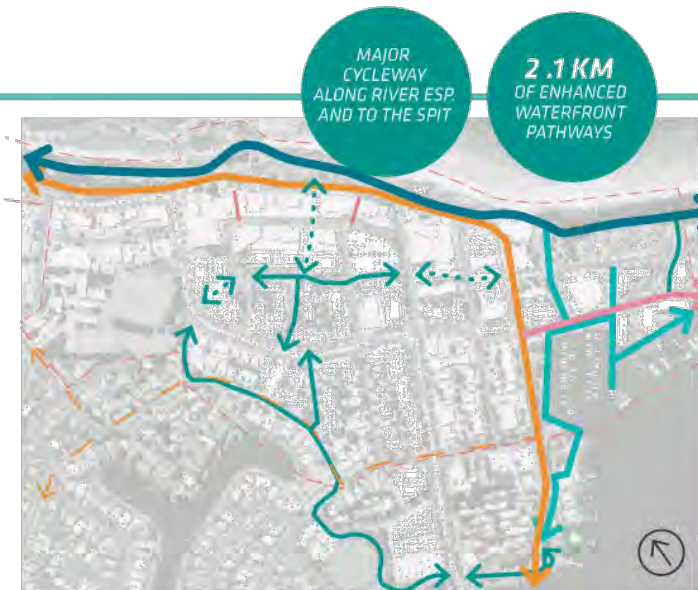 MAJOR
CYCLEWAY
ALONG RIVER ESP.
AND TO THE SPIT
2.1 KM
OF ENHANCED
WATERFRONT
PATHWAYS